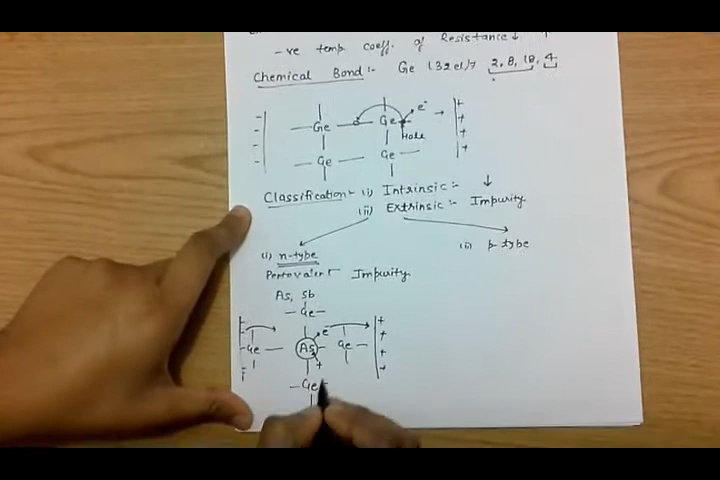 -ve temp coeff. of Resistance↓ ↑
Chemical Bond:- Ge (32 el) → 2, 8, 18, 4
Ge Ge e⁻ → +
Hole
Ge Ge
Classification:- (i) Intrinsic:- ↓
(ii) Extrinsic:- Impurity
(i) n-type (ii) p-type
Pentavalent Impurity
As, Sb
-Ge-
e⁻
Ge - As - Ge -
+
-Ge-